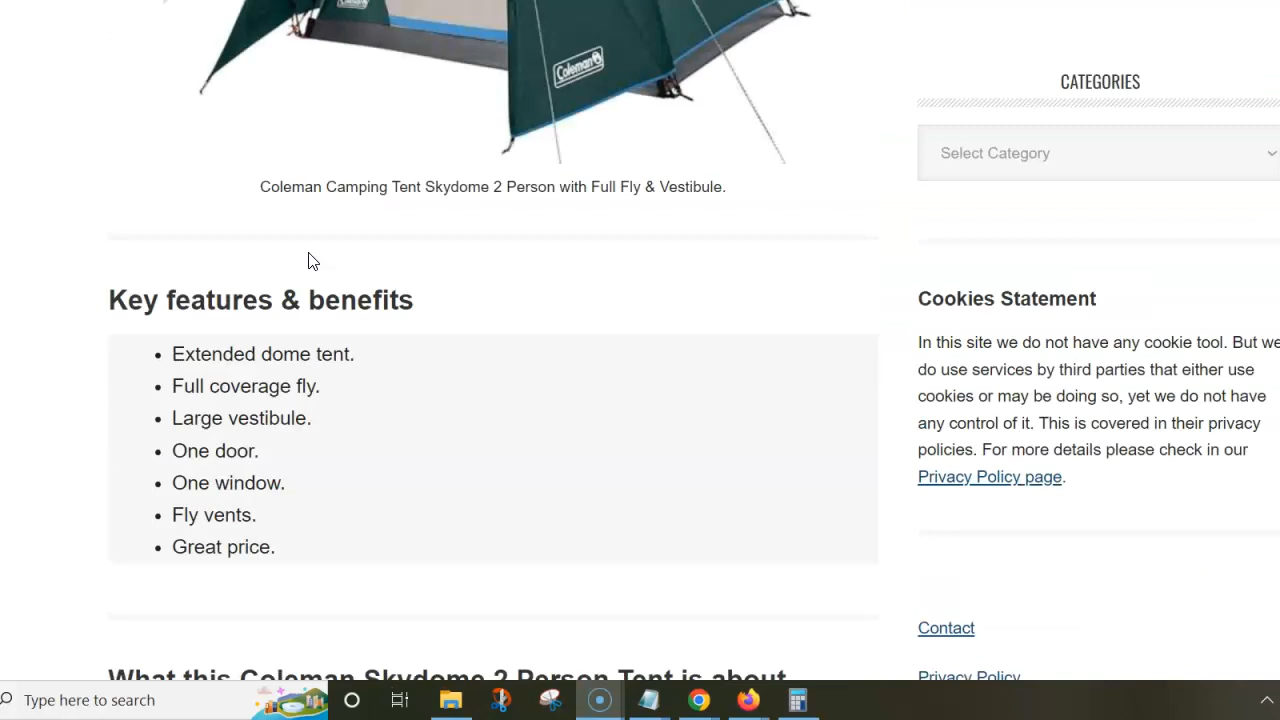 Coleman
Coleman Camping Tent Skydome 2 Person with Full Fly & Vestibule.
Key features & benefits
• Extended dome tent.
• Full coverage fly.
• Large vestibule.
• One door.
• One window.
• Fly vents.
• Great price.
What this Coleman Skydome 2 Person Tent is about
CATEGORIES
Select Category
Cookies Statement
In this site we do not have any cookie tool. But we
do use services by third parties that either use
cookies or may be doing so, yet we do not have
any control of it. This is covered in their privacy
policies. For more details please check in our
Privacy Policy page.
Contact
Privacy Policy
Type here to search